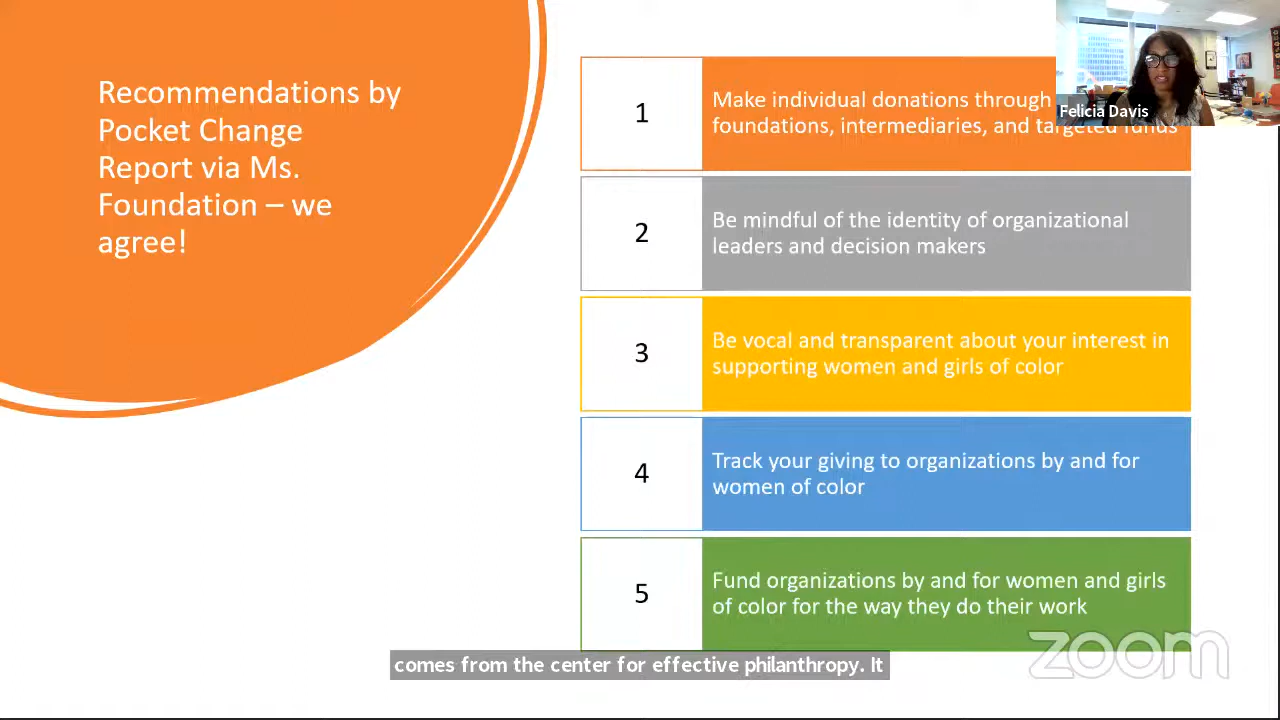 Recommendations by
Pocket Change
Report via Ms.
Foundation – we
agree!
1
Make individual donations through
foundations, intermediaries, and targeted funds
2
Be mindful of the identity of organizational
leaders and decision makers
3
Be vocal and transparent about your interest in
supporting women and girls of color
4
Track your giving to organizations by and for
women of color
5
Fund organizations by and for women and girls
of color for the way they do their work
Felicia Davis
comes from the center for effective philanthropy. It
zoom